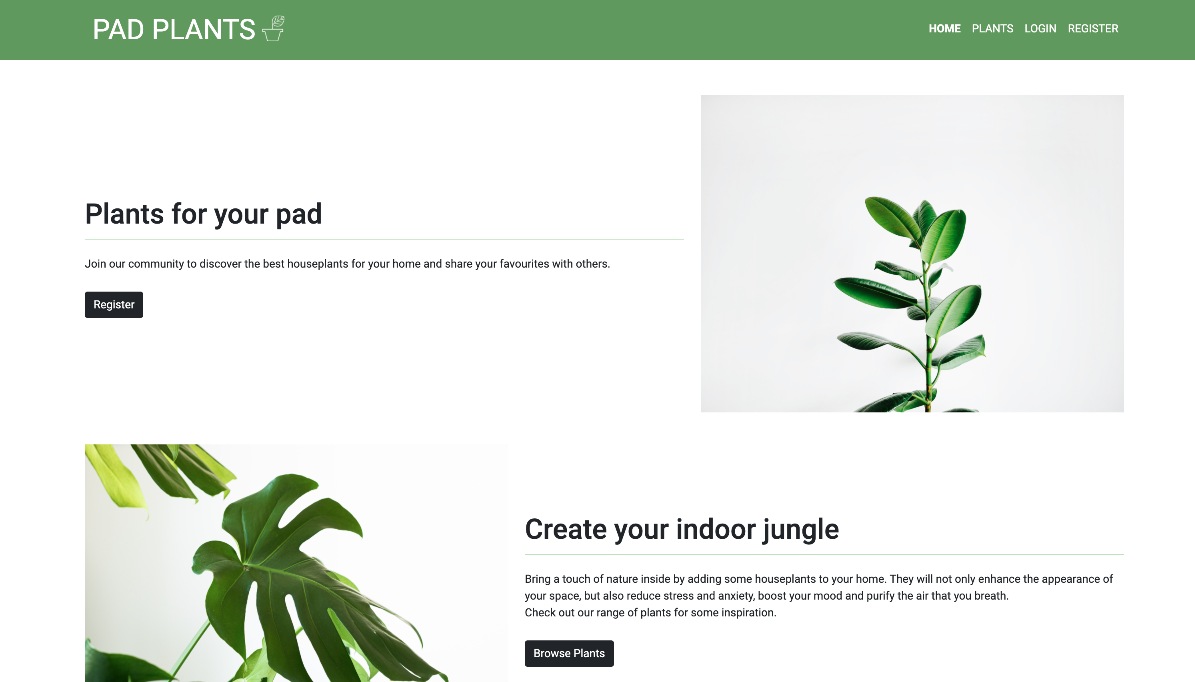 PAD PLANTS
HOME PLANTS LOGIN REGISTER
Plants for your pad
Join our community to discover the best houseplants for your home and share your favourites with others.
Register
Create your indoor jungle
Bring a touch of nature inside by adding some houseplants to your home. They will not only enhance the appearance of
your space, but also reduce stress and anxiety, boost your mood and purify the air that you breath.
Check out our range of plants for some inspiration.
Browse Plants